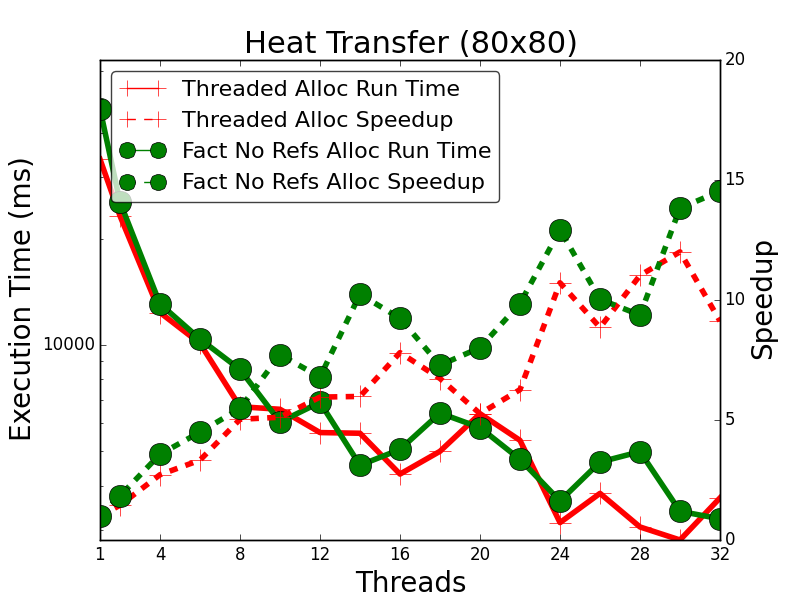 Heat Transfer (80x80)
Threaded Alloc Run Time
Threaded Alloc Speedup
Fact No Refs Alloc Run Time
Fact No Refs Alloc Speedup
Execution Time (ms)
10000
Speedup
20
15
10
5
0
1 4 8 12 16 20 24 28 32
Threads